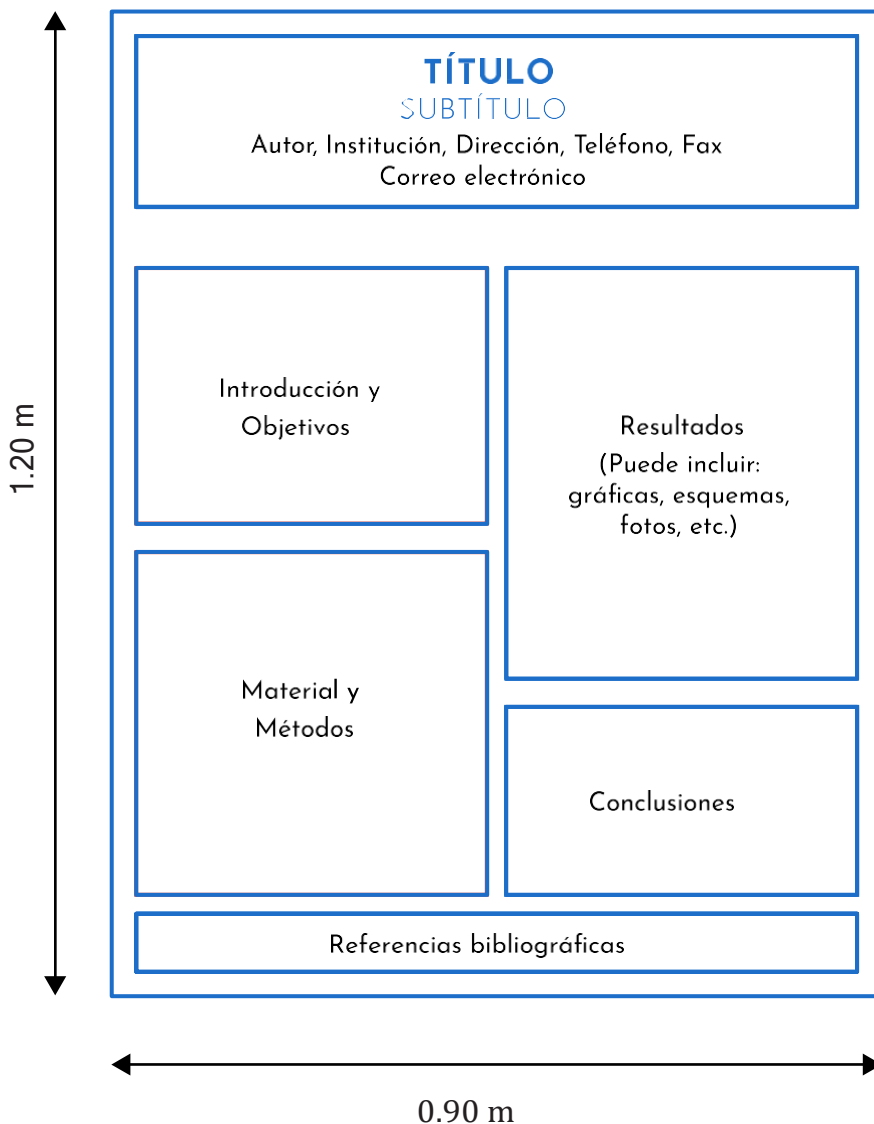 TÍTULO
SUBTÍTULO
Autor, Institución, Dirección, Teléfono, Fax
Correo electrónico
1.20 m
Introducción y
Objetivos
Material y
Métodos
Resultados
(Puede incluir:
gráficas, esquemas,
fotos, etc.)
Conclusiones
Referencias bibliográficas
0.90 m